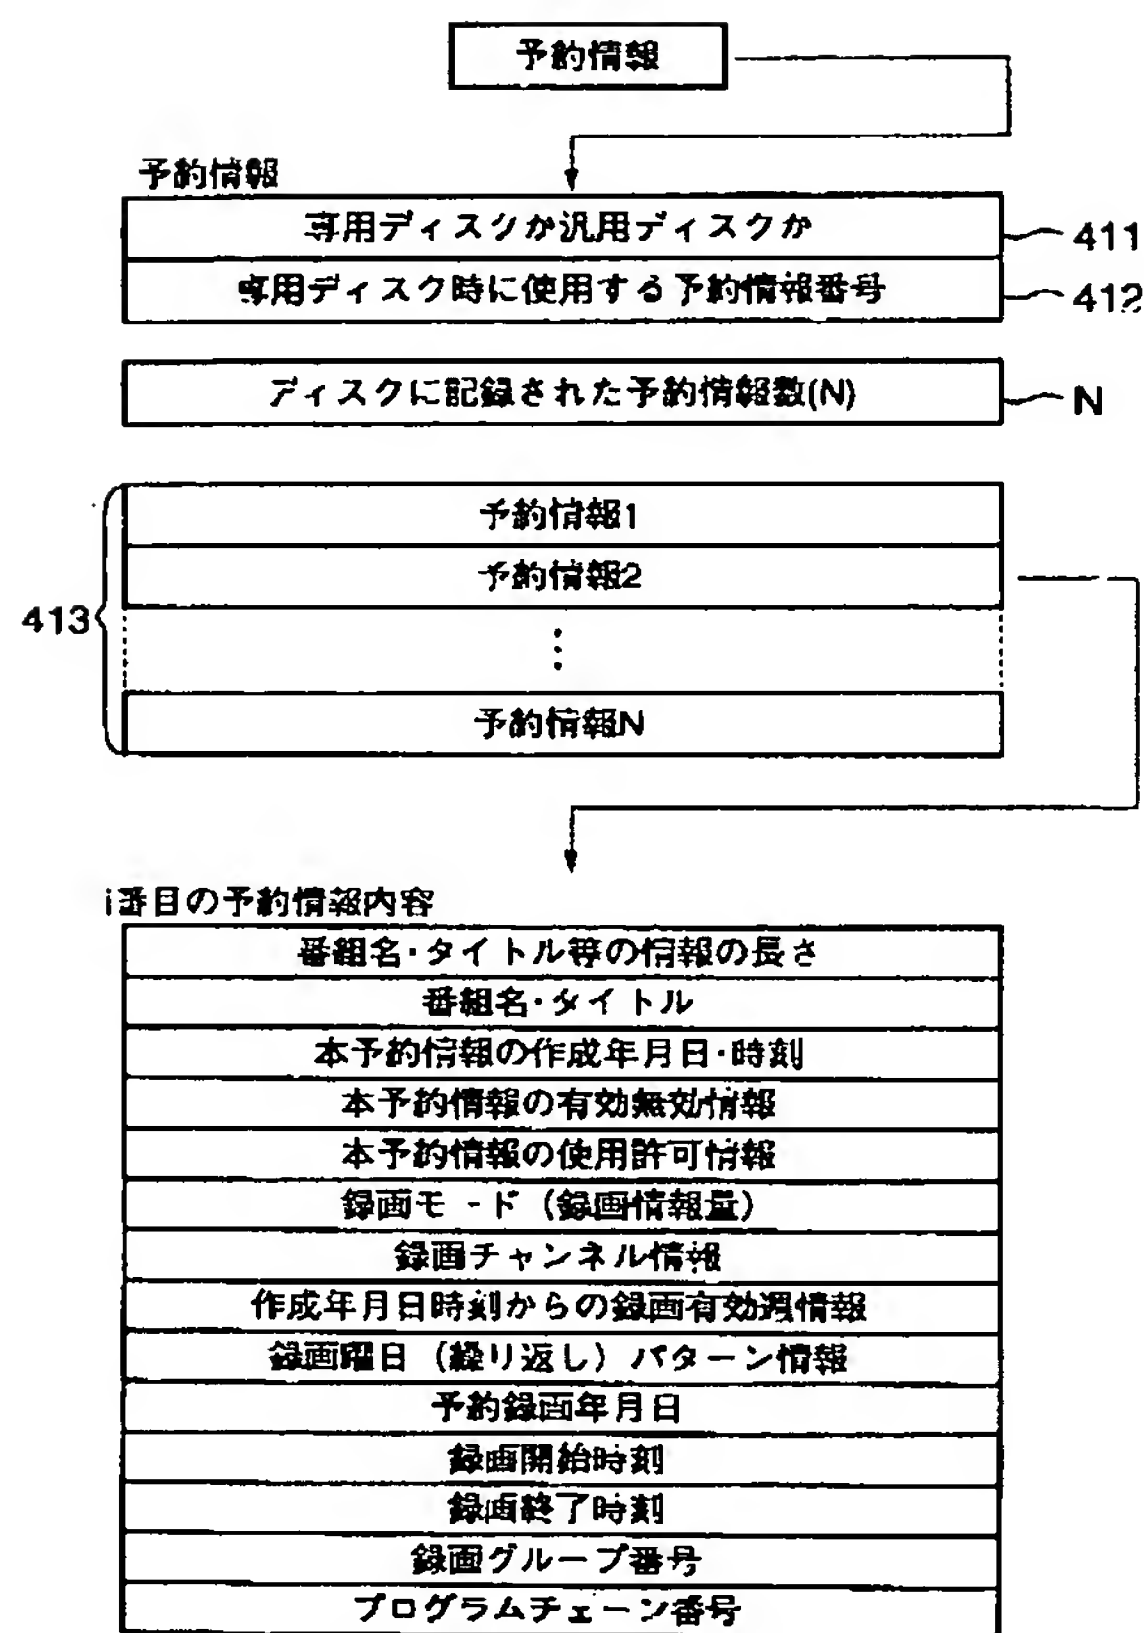 予約情報
予約情報
専用ディスクか汎用ディスクか
411
専用ディスク時に使用する予約情報番号
412
ディスクに記録された予約情報数(N)
N
413
予約情報1
予約情報2
⋮
予約情報N
i番目の予約情報内容
番組名・タイトル等の情報の長さ
番組名・タイトル
本予約情報の作成年月日・時刻
本予約情報の有効無効情報
本予約情報の使用許可情報
録画モード（録画情報量）
録画チャンネル情報
作成年月日時刻からの録画有効週情報
録画曜日（繰り返し）パターン情報
予約録画年月日
録画開始時刻
録画終了時刻
録画グループ番号
プログラムチェーン番号